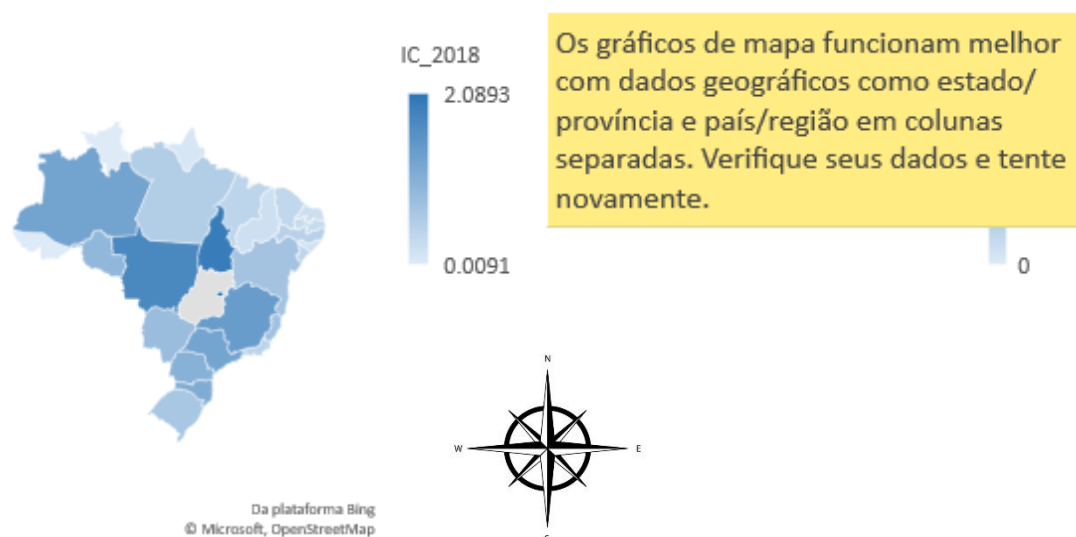 IC_2018
2.0893
0.0091
Os gráficos de mapa funcionam melhor
com dados geográficos como estado/
província e país/região em colunas
separadas. Verifique seus dados e tente
novamente.
0
N
W
E
Da plataforma Bing
© Microsoft, OpenStreetMap